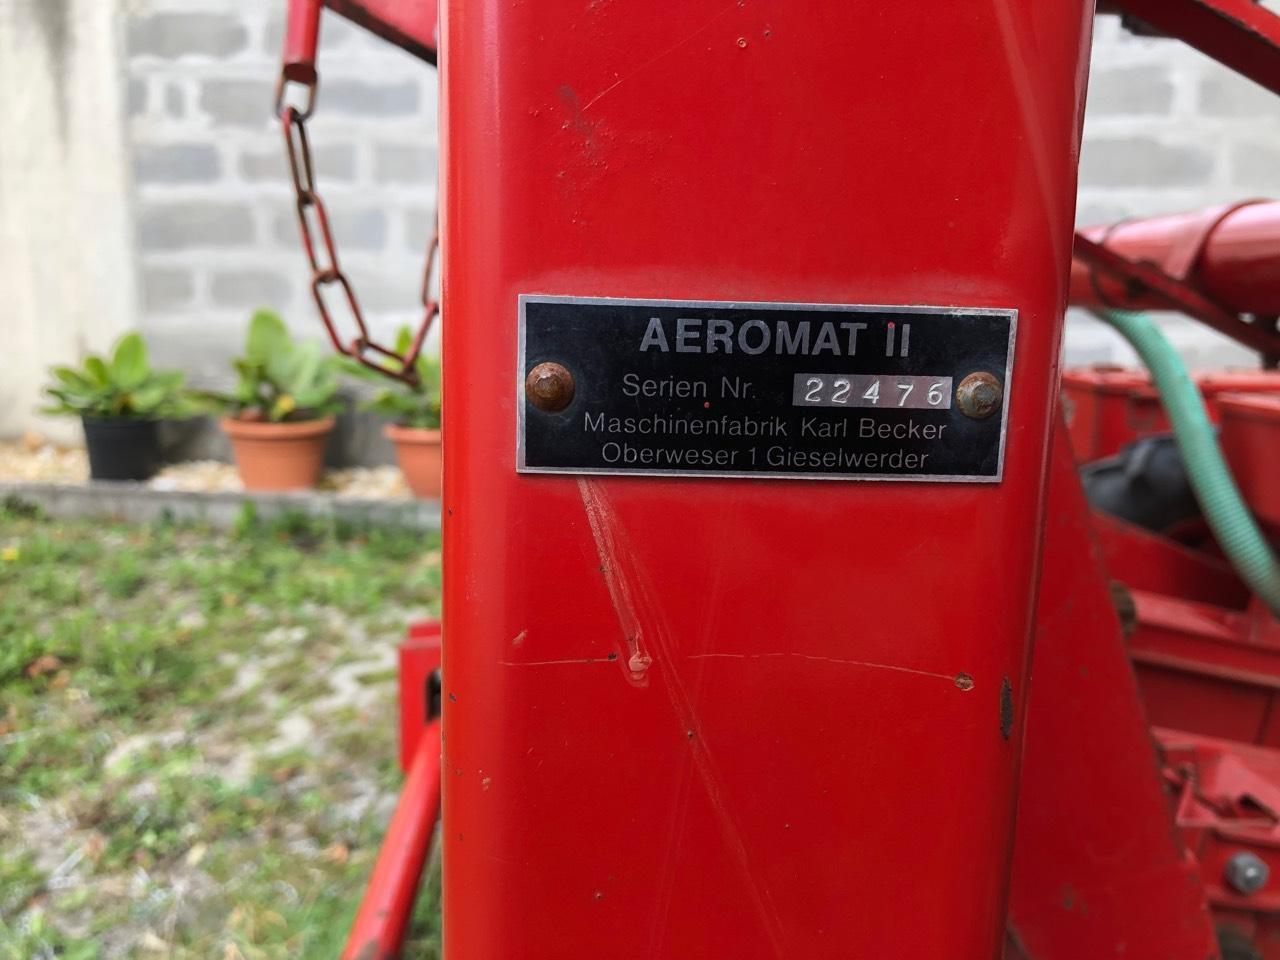 AEROMAT II
Serien Nr. 22476
Maschinenfabrik Karl Becker
Oberweser 1 Gieselwerder